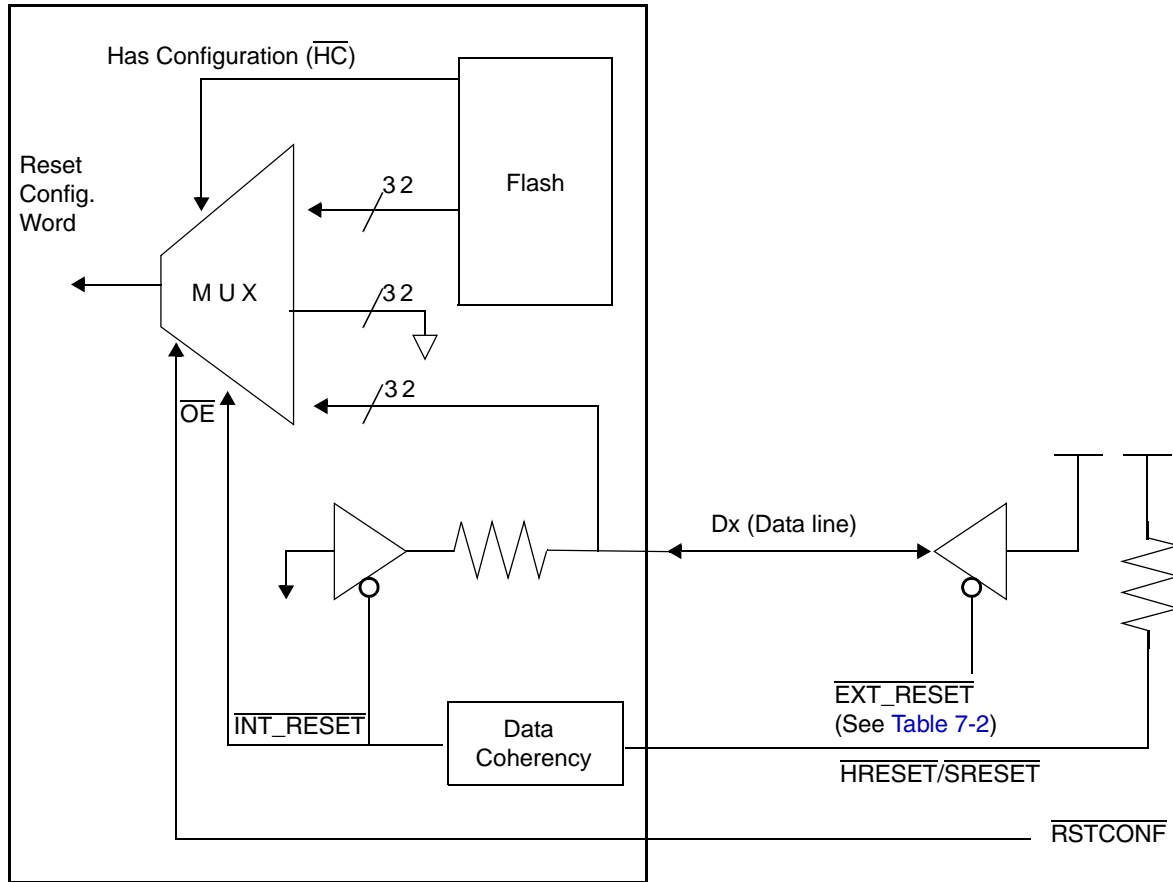 Has Configuration (HC)
Reset
Config.
Word
Flash
32
MUX
32
32
OE
Dx (Data line)
EXT_RESET
(See Table 7-2)
INT_RESET
Data
Coherency
HRESET/SRESET
RSTCONF